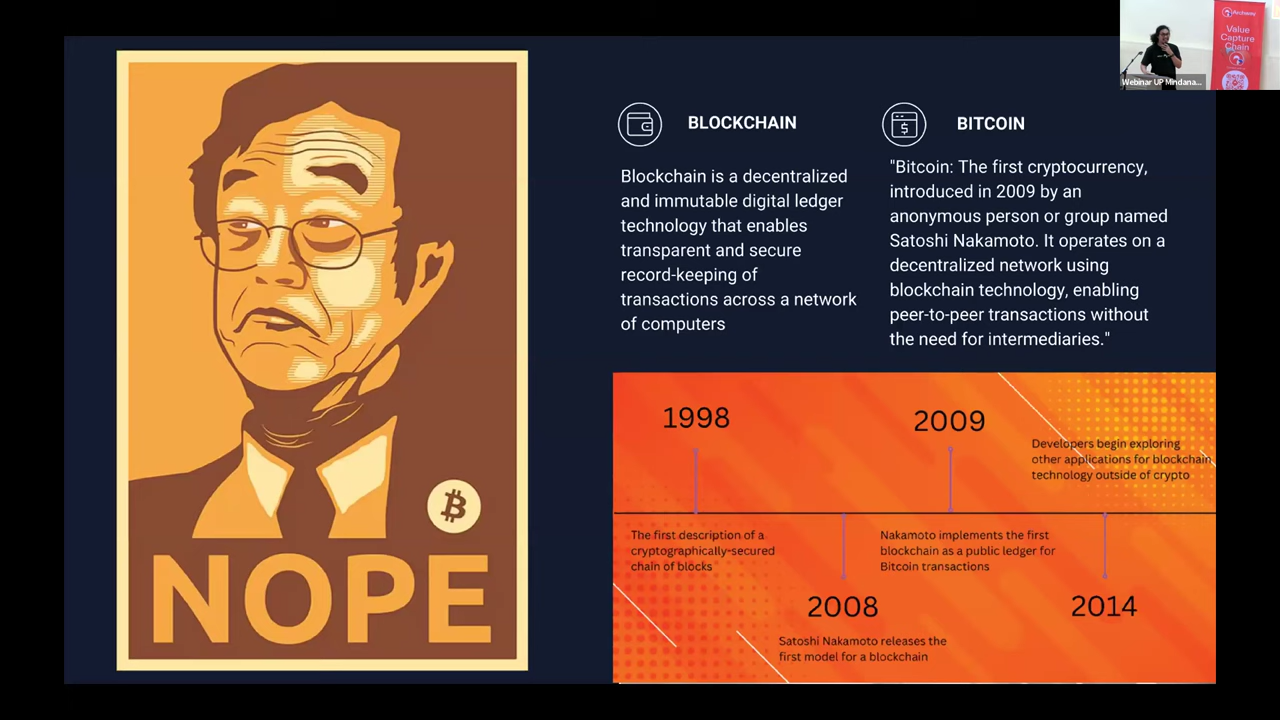 NOPE
BLOCKCHAIN
Blockchain is a decentralized
and immutable digital ledger
technology that enables
transparent and secure
record-keeping of
transactions across a network
of computers
BITCOIN
"Bitcoin: The first cryptocurrency,
introduced in 2009 by an
anonymous person or group named
Satoshi Nakamoto. It operates on a
decentralized network using
blockchain technology, enabling
peer-to-peer transactions without
the need for intermediaries."
1998
The first description of a
cryptographically-secured
chain of blocks
2008
Satoshi Nakamoto releases the
first model for a blockchain
2009
Nakamoto implements the first
blockchain as a public ledger for
Bitcoin transactions
Developers begin exploring
other applications for blockchain
technology outside of crypto
2014
Archway
Value
Capture
Chain
Webinar UP Mindana...